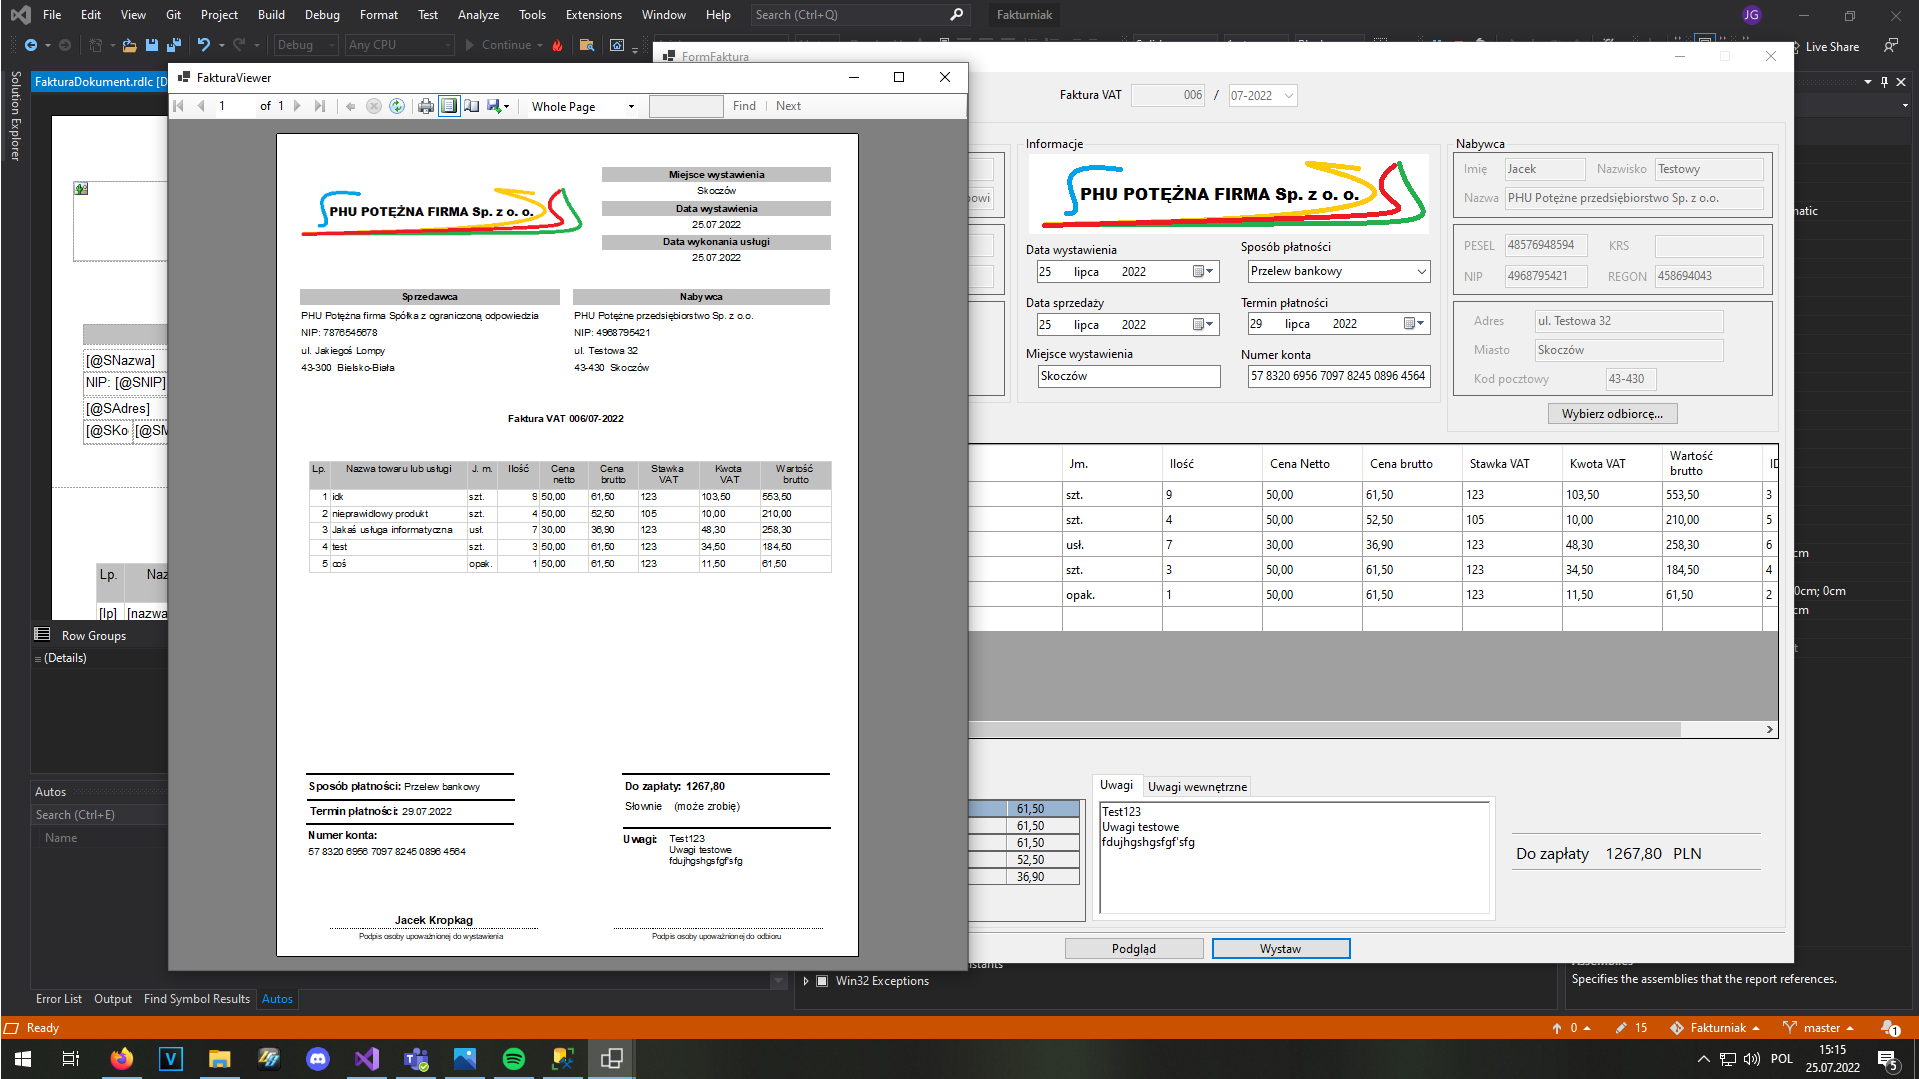 File Edit View Git Project Build Debug Format Test Analyze Tools Extensions Window Help Search (Ctrl+Q) Fakturniak JG
Debug Any CPU Continue Live Share
Solution Explorer
FakturaDokument.rdlc [D
[@SNazwa]
NIP: [@SNIP]
[@SAdres]
[@SKo [@SM
Lp. Naz
[lp] [nazwa
Row Groups
(Details)
Autos
Search (Ctrl+E)
Name
FakturaViewer
1 of 1 Whole Page Find Next
PHU POTĘŻNA FIRMA Sp. z o. o.
Miejsce wystawienia
Skoczów
Data wystawienia
25.07.2022
Data wykonania usługi
25.07.2022
Sprzedawca
PHU Potężna firma Spółka z ograniczoną odpowiedzia
NIP: 7876545678
ul. Jakiegoś Lompy
43-300 Bielsko-Biała
Nabywca
PHU Potężne przedsiębiorstwo Sp. z o.o.
NIP: 4968795421
ul. Testowa 32
43-430 Skoczów
Faktura VAT 006/07-2022
Lp. Nazwa towaru lub usługi J. m. Ilość Cena netto Cena brutto Stawka VAT Kwota VAT Wartość brutto
1 idk szt. 9 50,00 61,50 123 103,50 553,50
2 nieprawidlowy produkt szt. 4 50,00 52,50 105 10,00 210,00
3 Jakaś usługa informatyczna usł. 7 30,00 36,90 123 48,30 258,30
4 test szt. 3 50,00 61,50 123 34,50 184,50
5 coś opak. 1 50,00 61,50 123 11,50 61,50
Sposób płatności: Przelew bankowy
Termin płatności: 29.07.2022
Numer konta:
57 8320 6956 7097 8245 0896 4564
Do zapłaty: 1267,80
Słownie (może zrobię)
Uwagi: Test123
Uwagi testowe
fdujhgshgsfgf'sfg
Jacek Kropkag
Podpis osoby upoważnionej do wystawienia
Podpis osoby upoważnionej do odbioru
FormFaktura
Faktura VAT 006 / 07-2022
Informacje
PHU POTĘŻNA FIRMA Sp. z o. o.
Data wystawienia
25 lipca 2022
Data sprzedaży
25 lipca 2022
Miejsce wystawienia
Skoczów
Sposób płatności
Przelew bankowy
Termin płatności
29 lipca 2022
Numer konta
57 8320 6956 7097 8245 0896 4564
Nabywca
Imię Jacek Nazwisko Testowy
Nazwa PHU Potężne przedsiębiorstwo Sp. z o.o.
PESEL 48576948594 KRS
NIP 4968795421 REGON 458694043
Adres ul. Testowa 32
Miasto Skoczów
Kod pocztowy 43-430
Wybierz odbiorcę...
owi
matic
Jm. Ilość Cena Netto Cena brutto Stawka VAT Kwota VAT Wartość brutto ID
szt. 9 50,00 61,50 123 103,50 553,50 3
szt. 4 50,00 52,50 105 10,00 210,00 5
usł. 7 30,00 36,90 123 48,30 258,30 6
szt. 3 50,00 61,50 123 34,50 184,50 4
opak. 1 50,00 61,50 123 11,50 61,50 2
cm
0cm; 0cm
cm
t
61,50
61,50
61,50
52,50
36,90
Uwagi Uwagi wewnętrzne
Test123
Uwagi testowe
fdujhgshgsfgf'sfg
Do zapłaty 1267,80 PLN
Podgląd Wystaw
Win32 Exceptions
Specifies the assemblies that the report references.
Error List Output Find Symbol Results Autos
Ready 0 15 Fakturniak master 1
V POL 15:15
25.07.2022 5